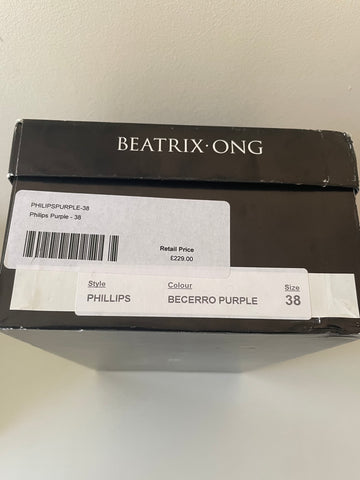 BEATRIX·ONG
PHILIPSPURPLE-38
Philips Purple - 38
Retail Price
£229.00
Style Colour Size
PHILLIPS BECERRO PURPLE 38